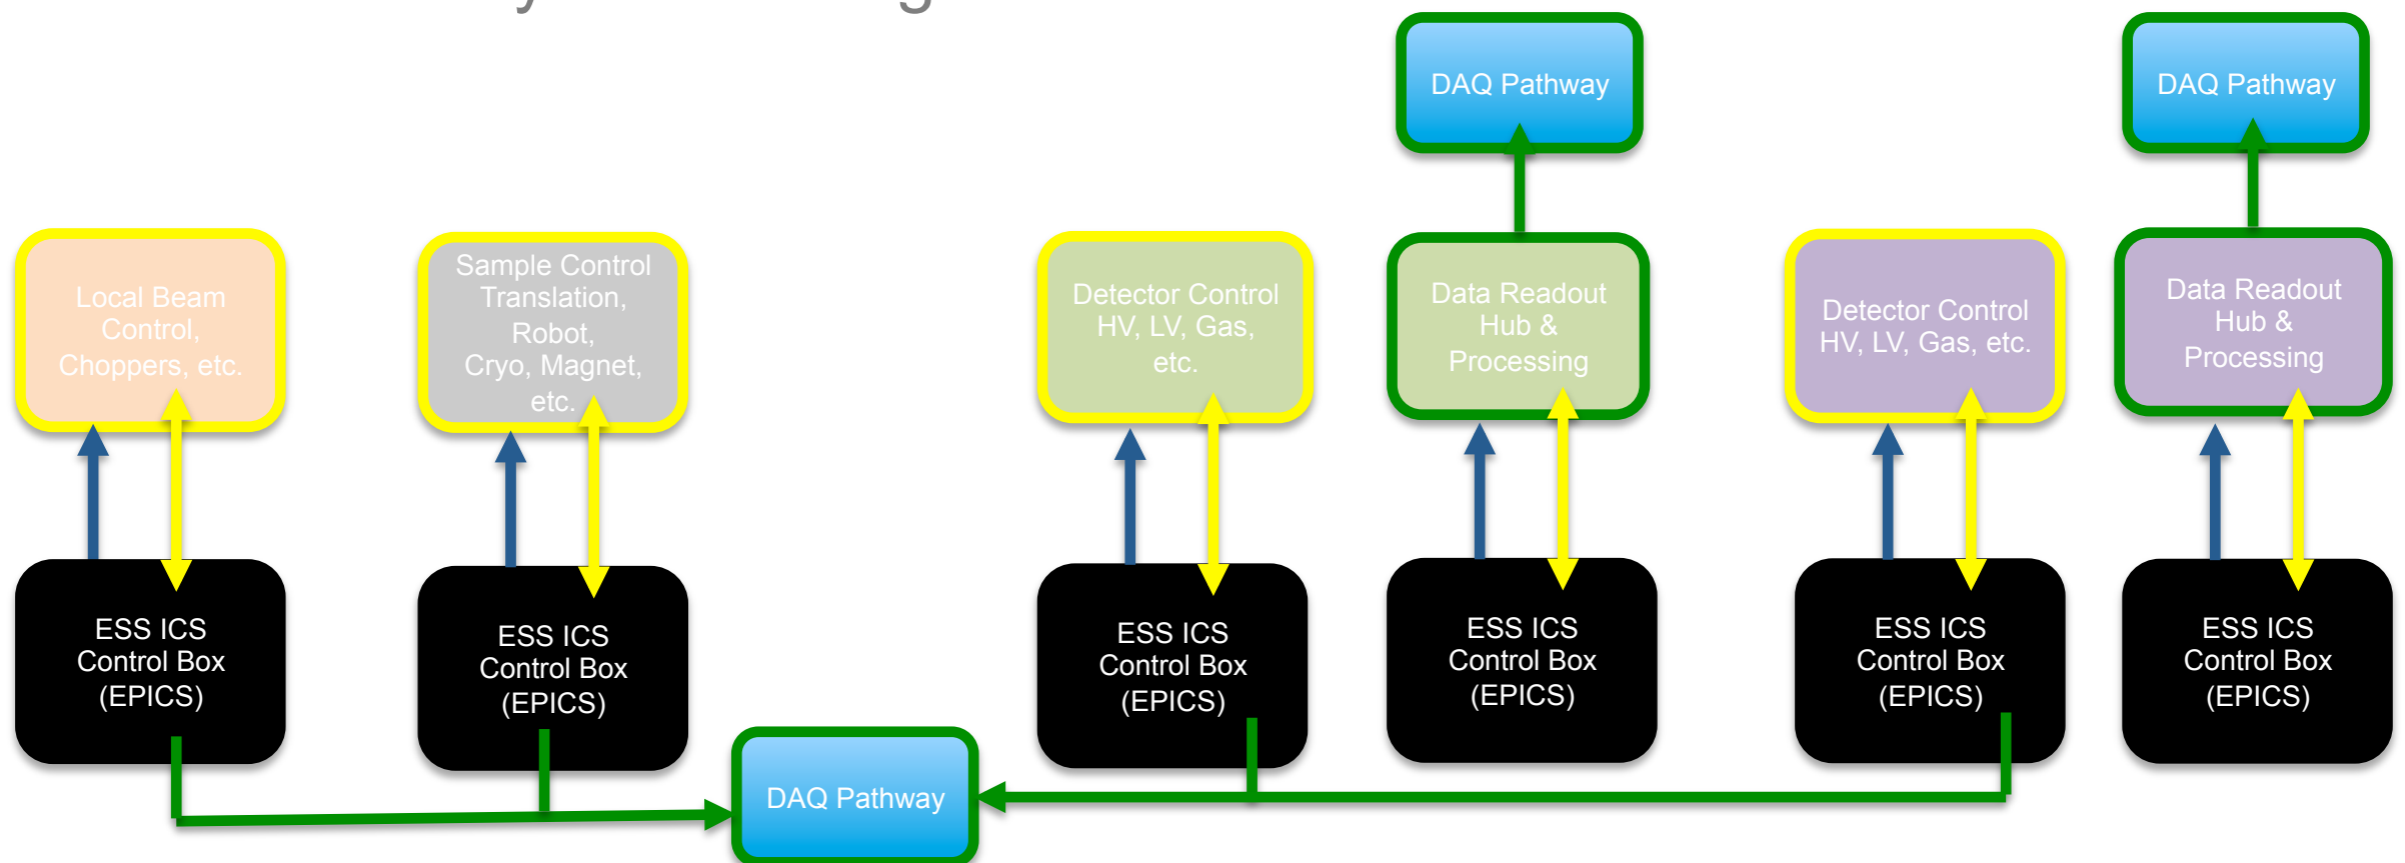 DAQ Pathway
DAQ Pathway
Local Beam
Control,
Choppers, etc.
Sample Control
Translation,
Robot,
Cryo, Magnet,
etc.
Detector Control
HV, LV, Gas,
etc.
Data Readout
Hub &
Processing
Detector Control
HV, LV, Gas, etc.
Data Readout
Hub &
Processing
ESS ICS
Control Box
(EPICS)
ESS ICS
Control Box
(EPICS)
ESS ICS
Control Box
(EPICS)
ESS ICS
Control Box
(EPICS)
ESS ICS
Control Box
(EPICS)
ESS ICS
Control Box
(EPICS)
DAQ Pathway